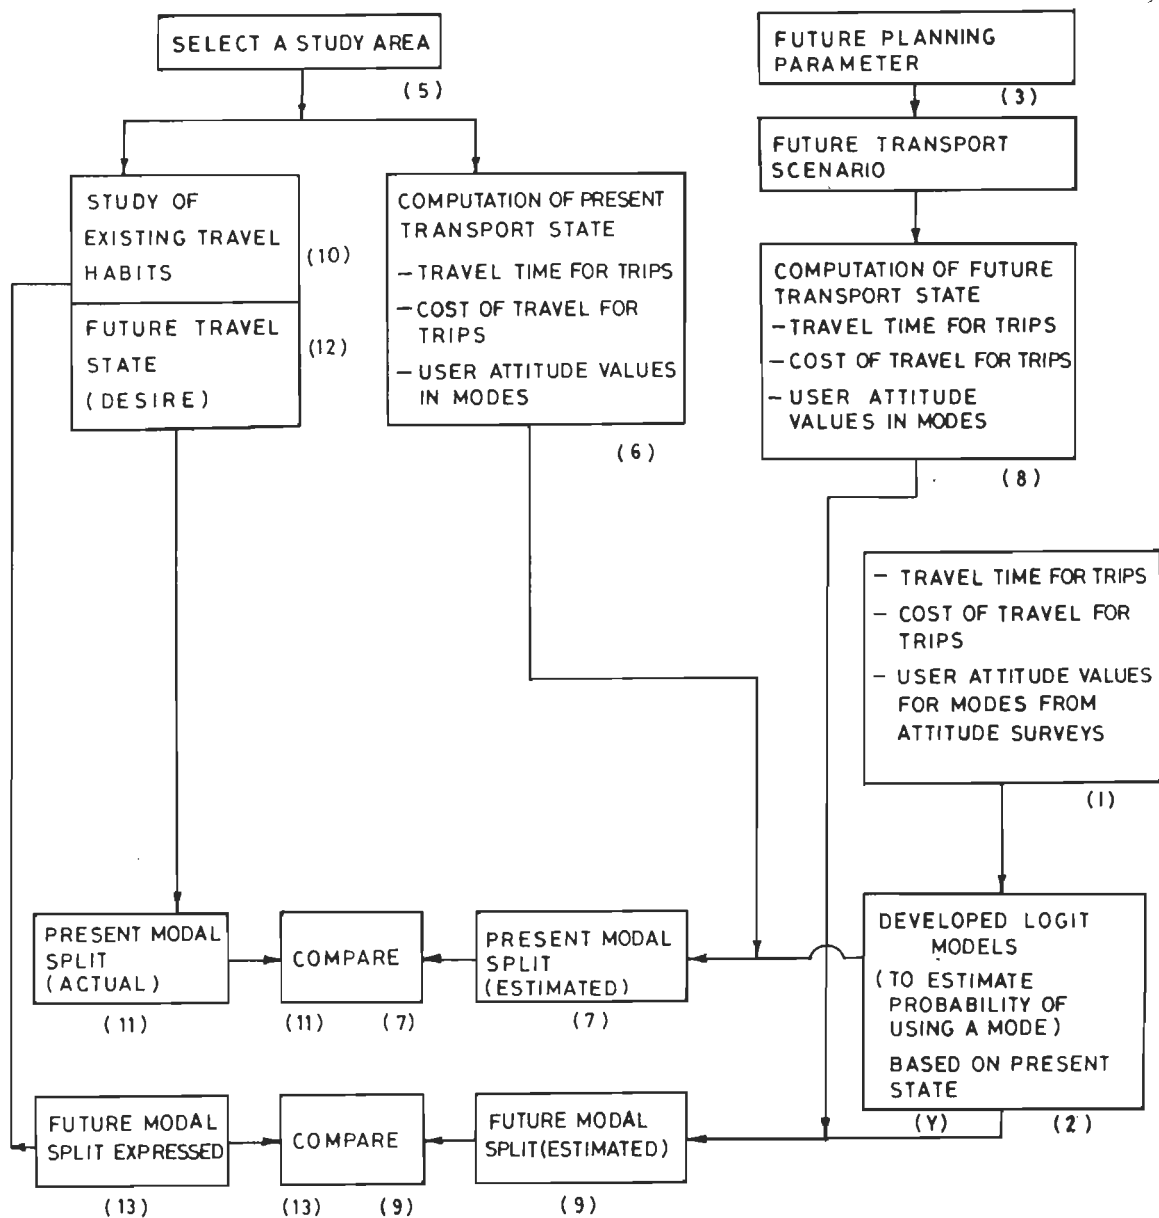 SELECT A STUDY AREA
(5)
FUTURE PLANNING
PARAMETER
(3)
FUTURE TRANSPORT
SCENARIO
STUDY OF
EXISTING TRAVEL
HABITS
(10)
FUTURE TRAVEL
STATE
(DESIRE)
(12)
COMPUTATION OF PRESENT
TRANSPORT STATE
- TRAVEL TIME FOR TRIPS
- COST OF TRAVEL FOR
TRIPS
- USER ATTITUDE VALUES
IN MODES
(6)
COMPUTATION OF FUTURE
TRANSPORT STATE
- TRAVEL TIME FOR TRIPS
- COST OF TRAVEL FOR TRIPS
- USER ATTITUDE
VALUES IN MODES
(8)
- TRAVEL TIME FOR TRIPS
- COST OF TRAVEL FOR
TRIPS
- USER ATTITUDE VALUES
FOR MODES FROM
ATTITUDE SURVEYS
(1)
PRESENT MODAL
SPLIT
(ACTUAL)
(11)
COMPARE
(11) (7)
PRESENT MODAL
SPLIT
(ESTIMATED)
(7)
DEVELOPED LOGIT
MODELS
(TO ESTIMATE
PROBABILITY OF
USING A MODE)
BASED ON PRESENT
STATE
(Y) (2)
FUTURE MODAL
SPLIT EXPRESSED
(13)
COMPARE
(13) (9)
FUTURE MODAL
SPLIT(ESTIMATED)
(9)